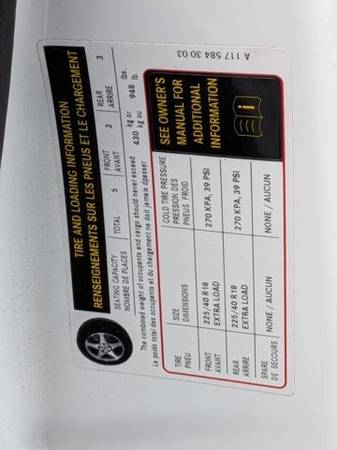 TIRE AND LOADING INFORMATION
RENSEIGNEMENTS SUR LES PNEUS ET LE CHARGEMENT
SEATING CAPACITY
NOMBRE DE PLACES
TOTAL 5
FRONT
AVANT
2
REAR
ARRIÈRE
3
The combined weight of occupants and cargo should never exceed
Le poids total des occupants et du chargement ne doit jamais dépasser
430 kg or 948 lbs.
kg ou lb.
TIRE
PNEU
SIZE
DIMENSIONS
COLD TIRE PRESSURE
PRESSION DES
PNEUS FROID
FRONT
AVANT
225/40 R18
EXTRA LOAD
270 KPA, 39 PSI
REAR
ARRIÈRE
225/40 R18
EXTRA LOAD
270 KPA, 39 PSI
SPARE
DE SECOURS
NONE / AUCUN
NONE / AUCUN
SEE OWNER'S
MANUAL FOR
ADDITIONAL
INFORMATION
A 117 584 30 03